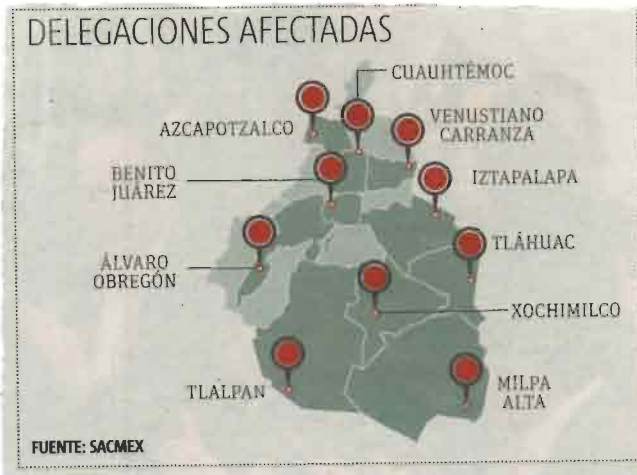 DELEGACIONES AFECTADAS
CUAUHTÉMOC
AZCAPOTZALCO
VENUSTIANO
CARRANZA
BENITO
JUÁREZ
IZTAPALAPA
TLÁHUAC
ÁLVARO
OBREGÓN
XOCHIMILCO
TLALPAN
MILPA
ALTA
FUENTE: SACMEX